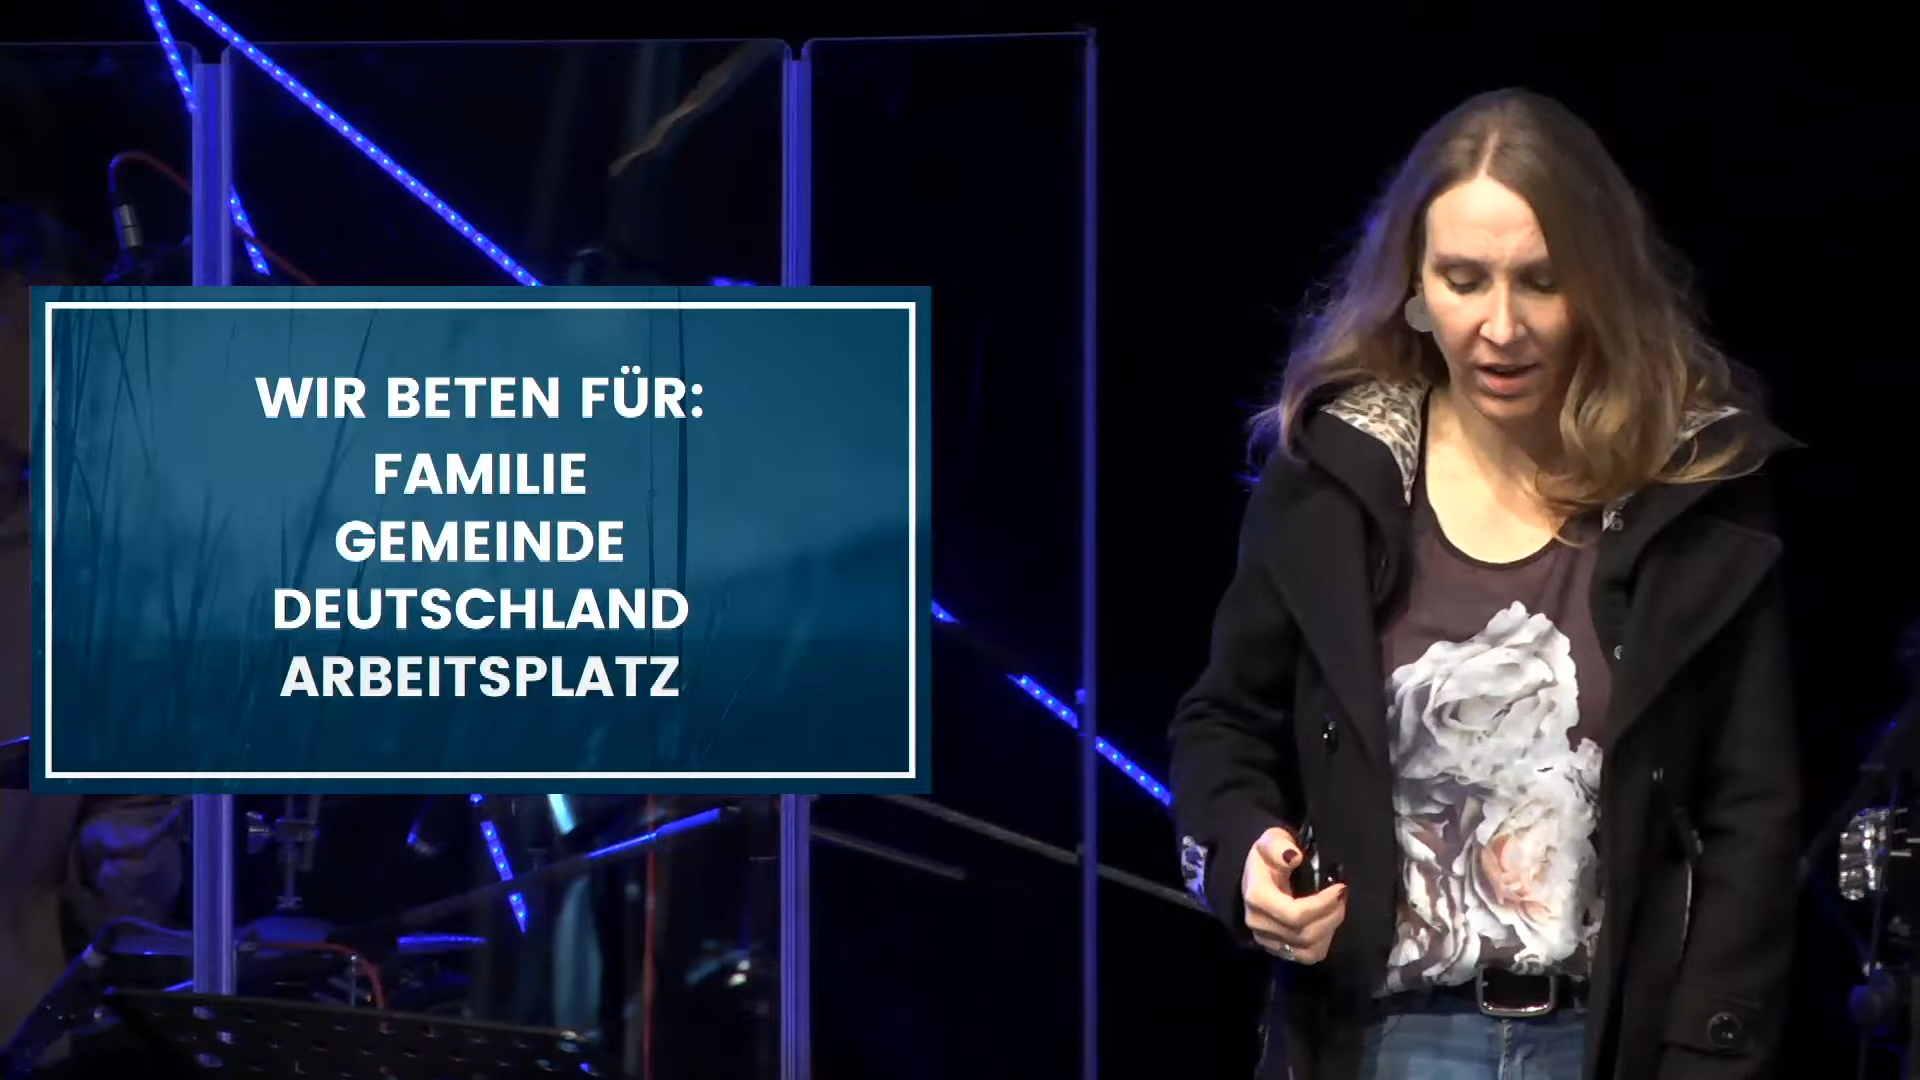 WIR BETEN FÜR:
FAMILIE
GEMEINDE
DEUTSCHLAND
ARBEITSPLATZ